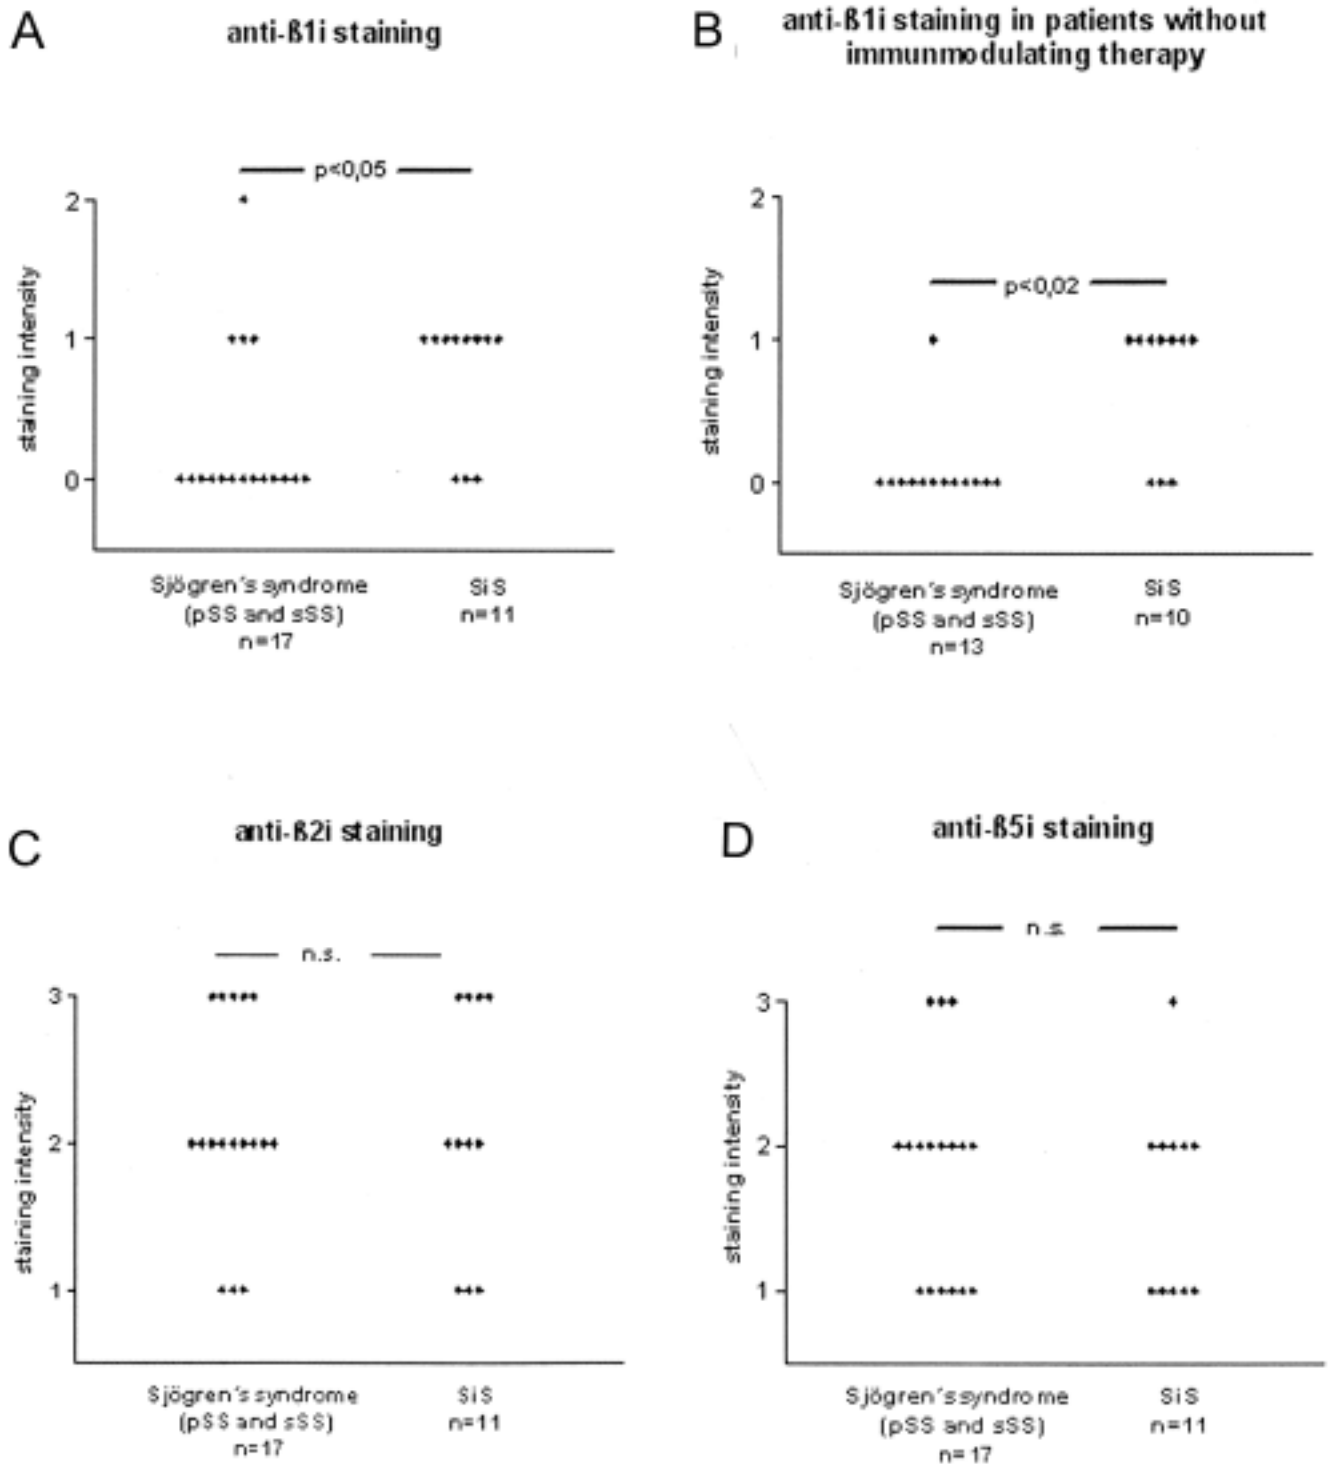 A
anti-ß1i staining
p<0,05
2
1
0
staining intensity
Sjögren´s syndrome
(pSS and sSS)
n=17
SiS
n=11
B
anti-ß1i staining in patients without
immunmodulating therapy
p<0,02
2
1
0
staining intensity
Sjögren´s syndrome
(pSS and sSS)
n=13
SiS
n=10
C
anti-ß2i staining
n.s.
3
2
1
staining intensity
Sjögren´s syndrome
(pSS and sSS)
n=17
SiS
n=11
D
anti-ß5i staining
n.s.
3
2
1
staining intensity
Sjögren´s syndrome
(pSS and sSS)
n=17
SiS
n=11